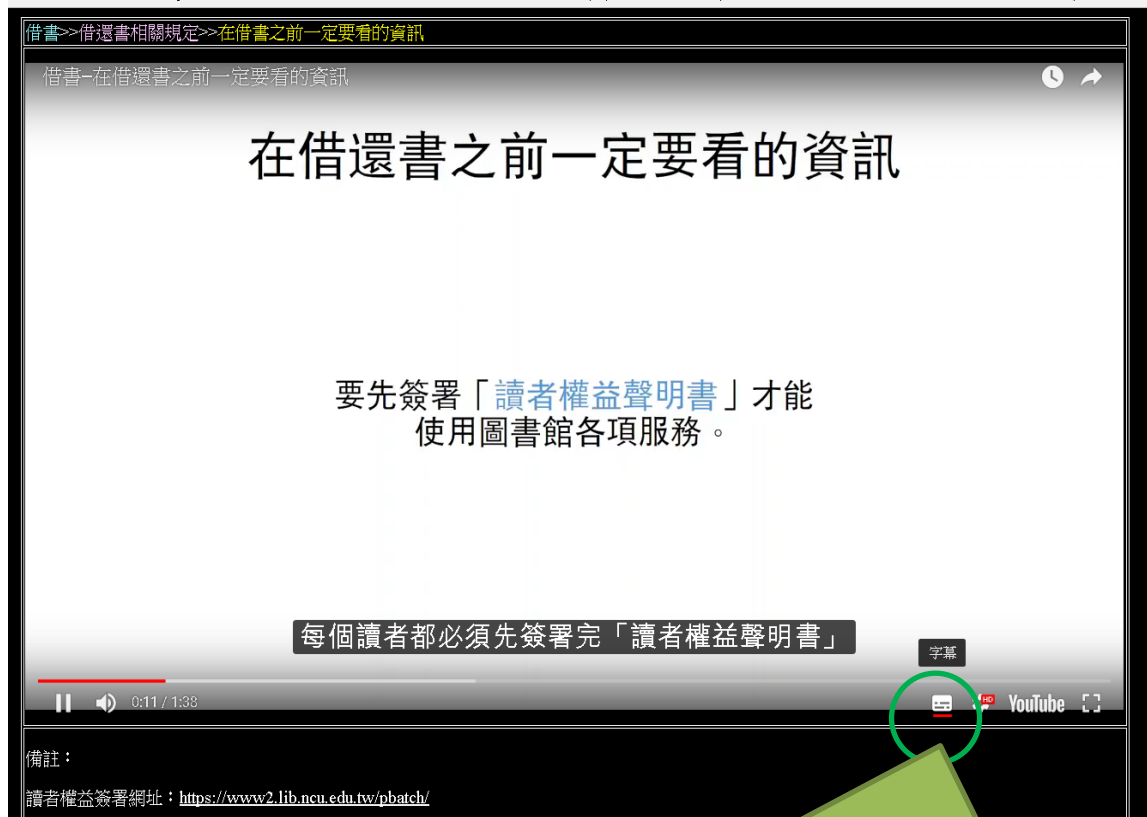 借書>>借還書相關規定>>在借書之前一定要看的資訊
借書-在借還書之前一定要看的資訊
在借還書之前一定要看的資訊
要先簽署「讀者權益聲明書」才能
使用圖書館各項服務。
每個讀者都必須先簽署完「讀者權益聲明書」
字幕
0:11 / 1:38
HD
YouTube
備註：
讀者權益簽署網址：https://www2.lib.ncu.edu.tw/pbatch/